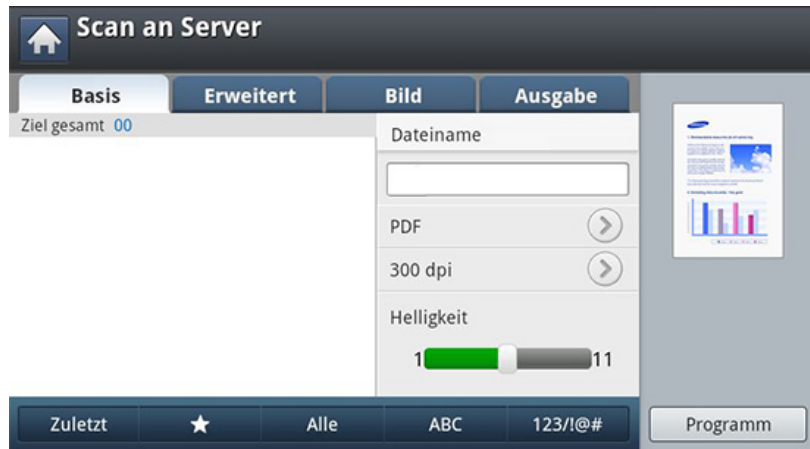 Scan an Server
Basis Erweitert Bild Ausgabe
Ziel gesamt 00
Dateiname
PDF
300 dpi
Helligkeit
1 11
Zuletzt ★ Alle ABC 123/!@# Programm